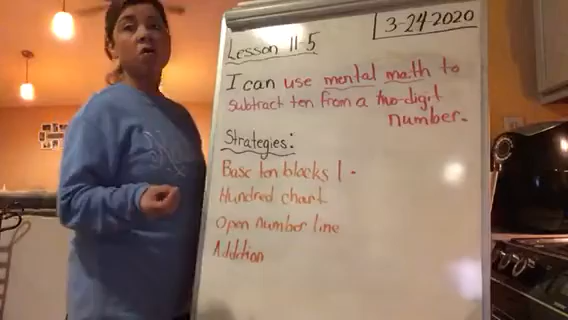 3-24-2020
Lesson 11-5
I can use mental math to
subtract ten from a two-digit
number.
Strategies:
Base ten blocks | .
Hundred chart
Open number line
Addition